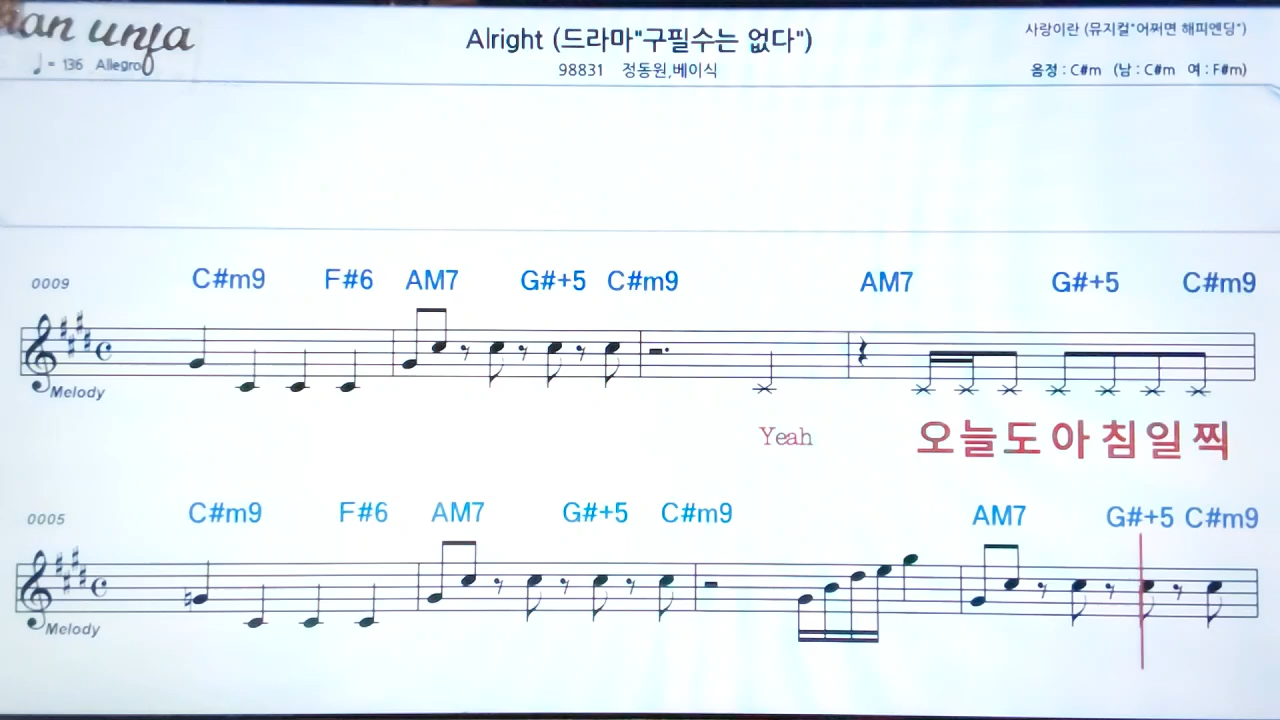 Alright (드라마"구필수는 없다")
사랑이란 (뮤지컬"어쩌면 해피엔딩")
♩= 136 Allegro
98831 정동원,베이식
음정 : C#m (남 : C#m 여 : F#m)
0009 C#m9 F#6 AM7 G#+5 C#m9 AM7 G#+5 C#m9
Melody
Yeah 오늘도아침일찍
0005 C#m9 F#6 AM7 G#+5 C#m9 AM7 G#+5 C#m9
Melody